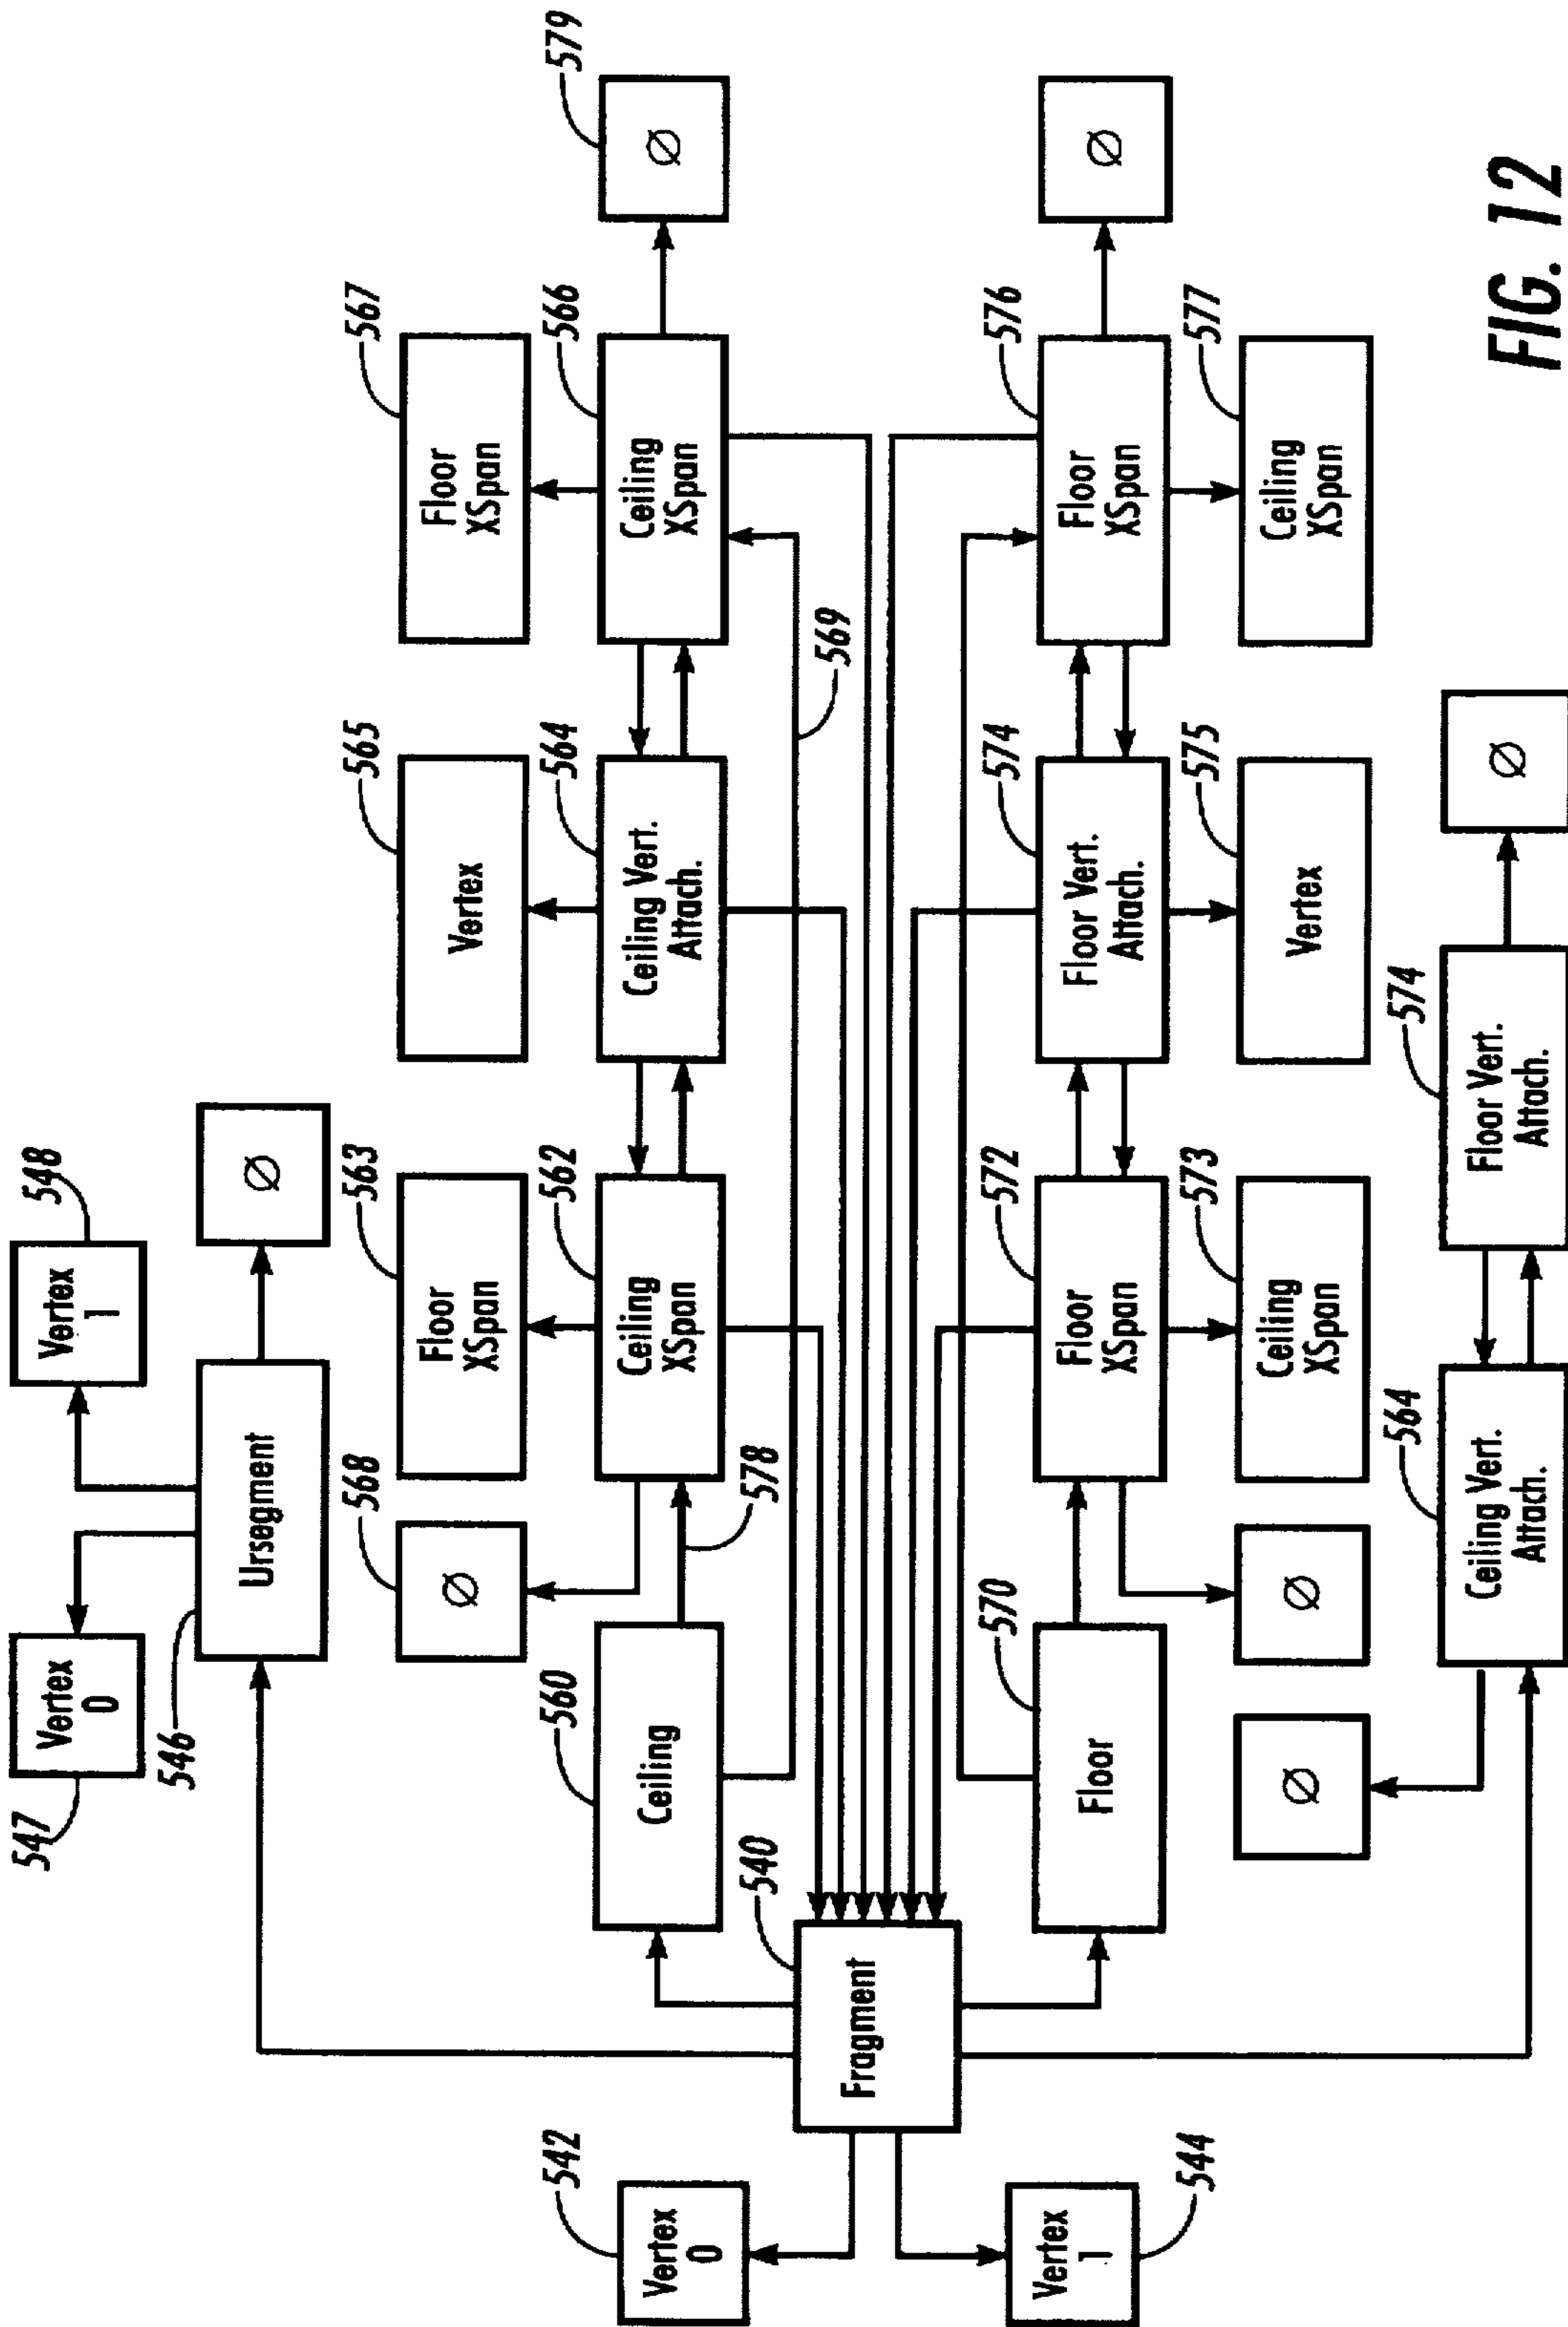 547
Vertex
0
Vertex
1
548
546
Ursegment
Ø
568
Ø
Floor
XSpan
563
Vertex
565
Floor
XSpan
567
560
Ceiling
578
Ceiling
XSpan
562
Ceiling Vert.
Attach.
564
Ceiling
XSpan
566
Ø
579
569
542
Vertex
0
Fragment
540
Vertex
1
544
570
Floor
Floor
XSpan
572
Floor Vert.
Attach.
574
Floor
XSpan
576
Ø
Ø
Ø
Ceiling
XSpan
573
Vertex
575
Ceiling
XSpan
577
564
Ceiling Vert.
Attach.
Floor Vert.
Attach.
574
Ø
FIG. 12